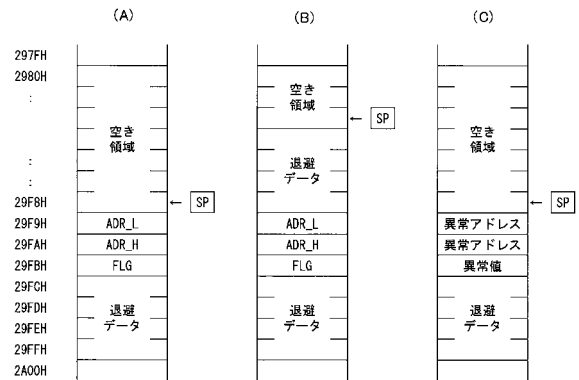 (A)
(B)
(C)
297FH
2980H
:
:
:
29F8H
29F9H
29FAH
29FBH
29FCH
29FDH
29FEH
29FFH
2A00H
空き
領域
← SP
ADR_L
ADR_H
FLG
退避
データ
空き
領域
← SP
退避
データ
ADR_L
ADR_H
FLG
退避
データ
空き
領域
← SP
異常アドレス
異常アドレス
異常値
退避
データ